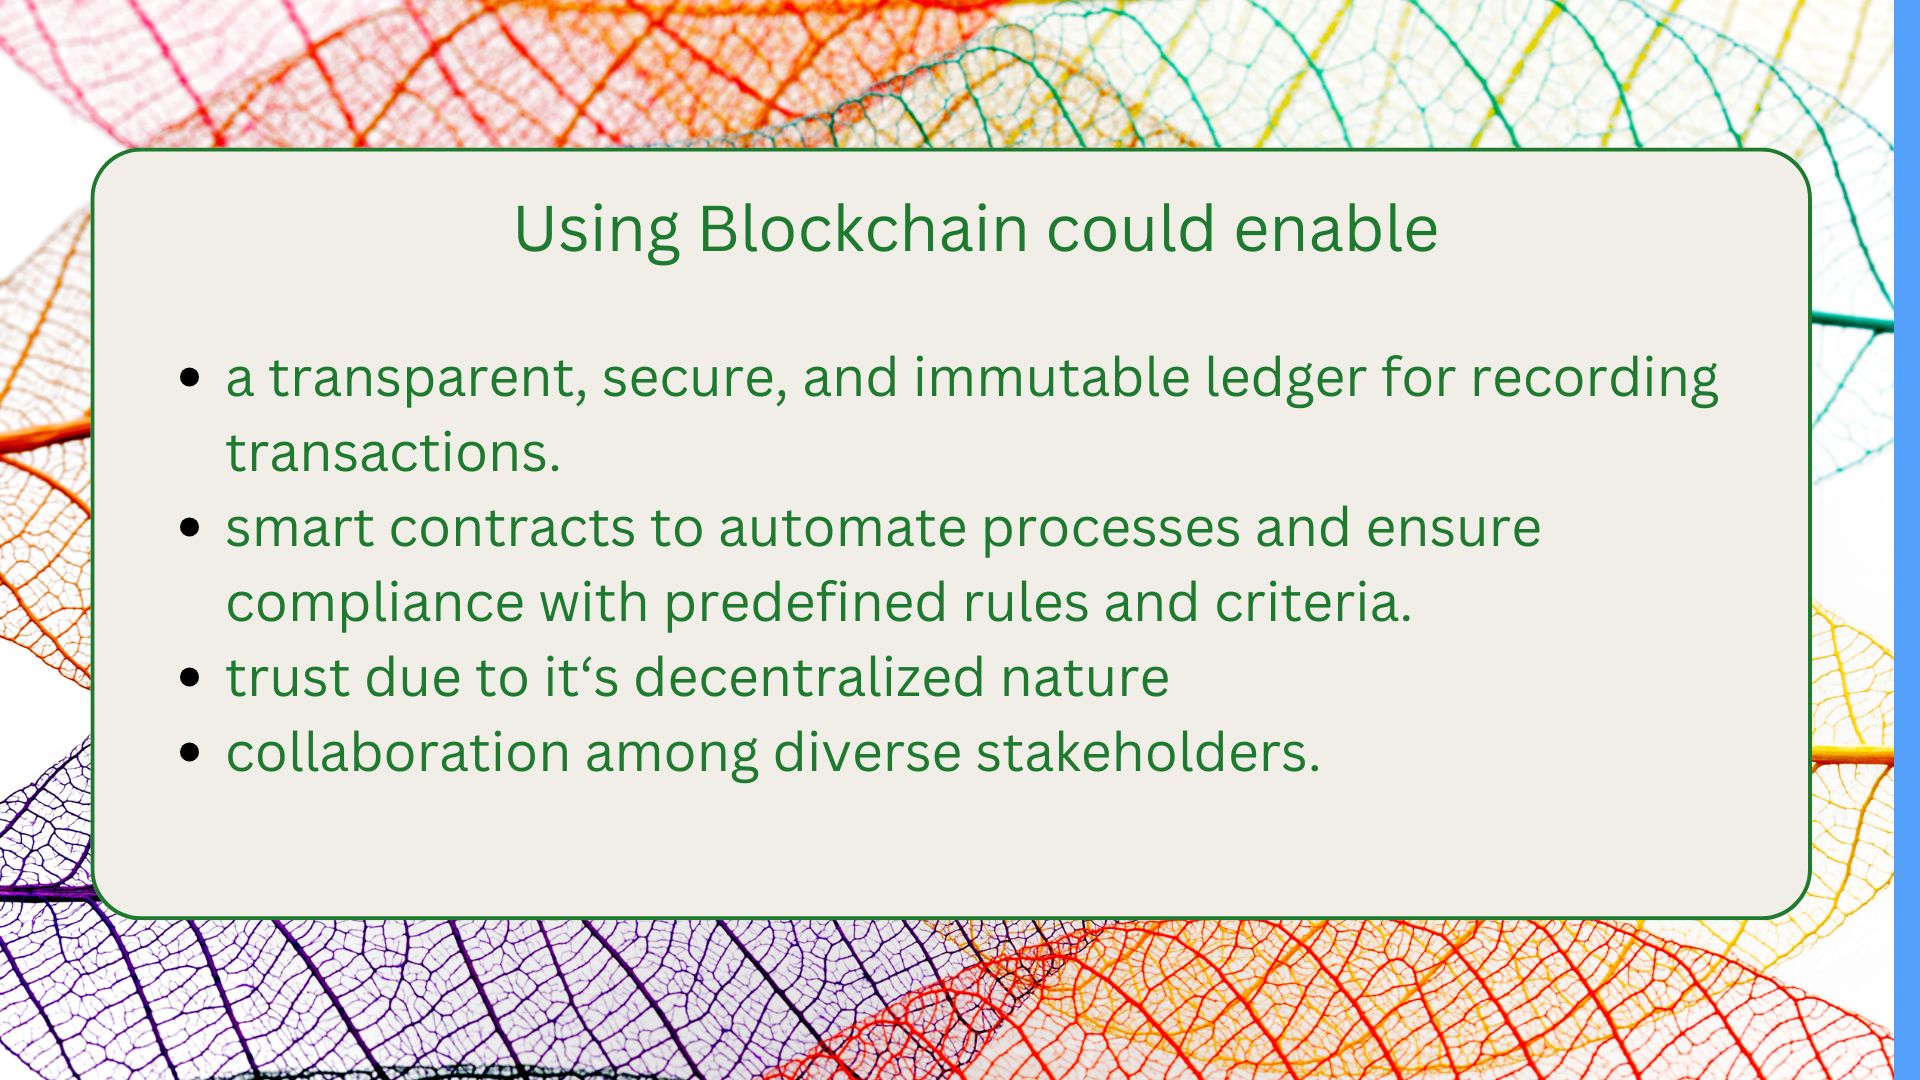 Using Blockchain could enable
• a transparent, secure, and immutable ledger for recording
transactions.
• smart contracts to automate processes and ensure
compliance with predefined rules and criteria.
• trust due to it‘s decentralized nature
• collaboration among diverse stakeholders.